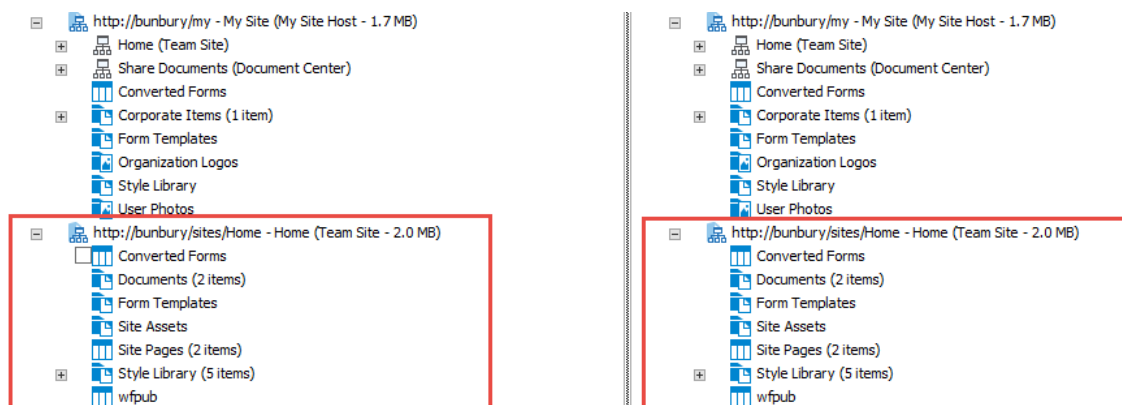 http://bunbury/my - My Site (My Site Host - 1.7 MB)
Home (Team Site)
Share Documents (Document Center)
Converted Forms
Corporate Items (1 item)
Form Templates
Organization Logos
Style Library
User Photos
http://bunbury/sites/Home - Home (Team Site - 2.0 MB)
Converted Forms
Documents (2 items)
Form Templates
Site Assets
Site Pages (2 items)
Style Library (5 items)
wfpub
http://bunbury/my - My Site (My Site Host - 1.7 MB)
Home (Team Site)
Share Documents (Document Center)
Converted Forms
Corporate Items (1 item)
Form Templates
Organization Logos
Style Library
User Photos
http://bunbury/sites/Home - Home (Team Site - 2.0 MB)
Converted Forms
Documents (2 items)
Form Templates
Site Assets
Site Pages (2 items)
Style Library (5 items)
wfpub